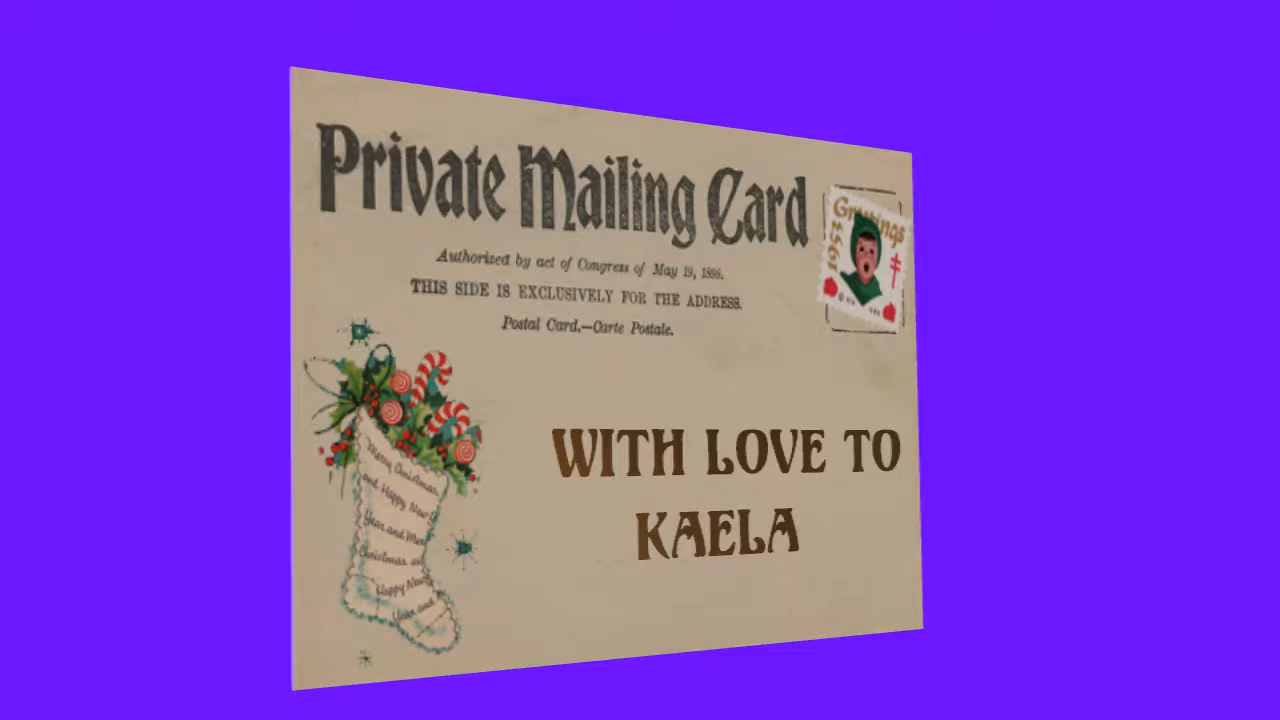 Private Mailing Card
Authorized by act of Congress of May 19, 1898.
THIS SIDE IS EXCLUSIVELY FOR THE ADDRESS.
Postal Card.—Carte Postale.
Greetings
1953
WITH LOVE TO
KAELA
Merry Christmas
and Happy New
Year and Mer
Christmas
Happy New
Year and